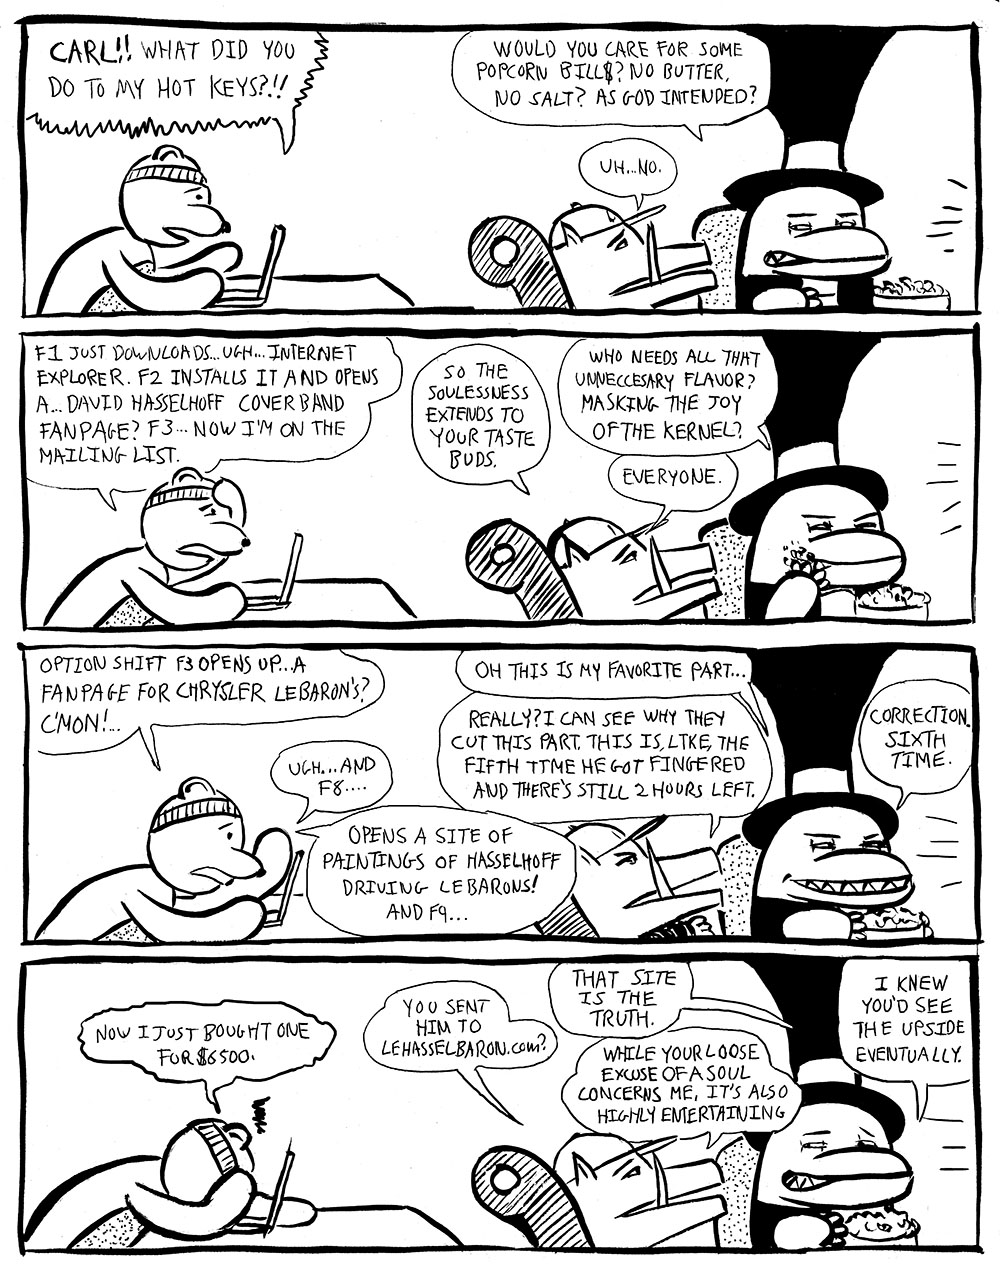 CARL!! WHAT DID YOU
DO TO MY HOT KEYS?!!
WOULD YOU CARE FOR SOME
POPCORN BILL$? NO BUTTER,
NO SALT? AS GOD INTENDED?
UH...NO.
F1 JUST DOWNLOADS...UGH...INTERNET
EXPLORER. F2 INSTALLS IT AND OPENS
A... DAVID HASSELHOFF COVER BAND
FANPAGE? F3... NOW I'M ON THE
MAILING LIST.
SO THE
SOULESSNESS
EXTENDS TO
YOUR TASTE
BUDS.
WHO NEEDS ALL THAT
UNNECCESARY FLAVOR?
MASKING THE JOY
OF THE KERNEL?
EVERYONE.
OPTION SHIFT F3 OPENS UP...A
FANPAGE FOR CHRYSLER LEBARON'S?
C'MON!...
UGH...AND
F8....
OPENS A SITE OF
PAINTINGS OF HASSELHOFF
DRIVING LEBARONS!
AND F9...
OH THIS IS MY FAVORITE PART...
REALLY? I CAN SEE WHY THEY
CUT THIS PART. THIS IS, LIKE, THE
FIFTH TIME HE GOT FINGERED
AND THERE'S STILL 2 HOURS LEFT.
CORRECTION.
SIXTH
TIME.
NOW I JUST BOUGHT ONE
FOR $6500.
YOU SENT
HIM TO
LEHASSELBARON.com?
THAT SITE
IS THE
TRUTH.
WHILE YOUR LOOSE
EXCUSE OF A SOUL
CONCERNS ME, IT'S ALSO
HIGHLY ENTERTAINING
I KNEW
YOU'D SEE
THE UPSIDE
EVENTUALLY.